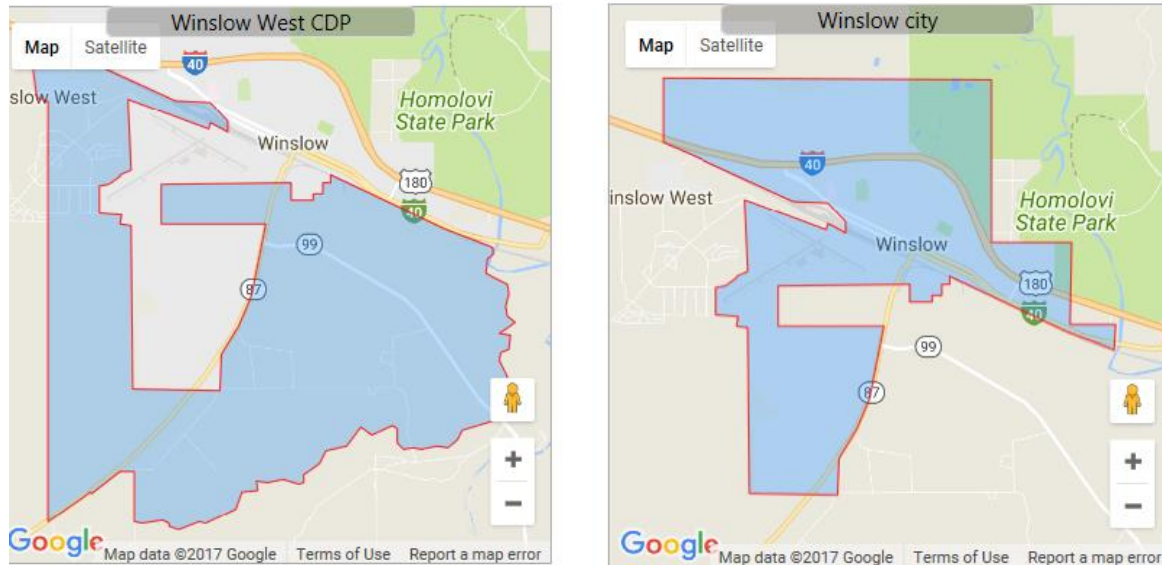 Winslow West CDP
Map Satellite
40
slow West
Homolovi
State Park
Winslow
180
40
99
87
+
−
Google
Map data ©2017 Google Terms of Use Report a map error
Winslow city
Map Satellite
40
inslow West
Homolovi
State Park
Winslow
180
40
99
87
+
−
Google
Map data ©2017 Google Terms of Use Report a map error